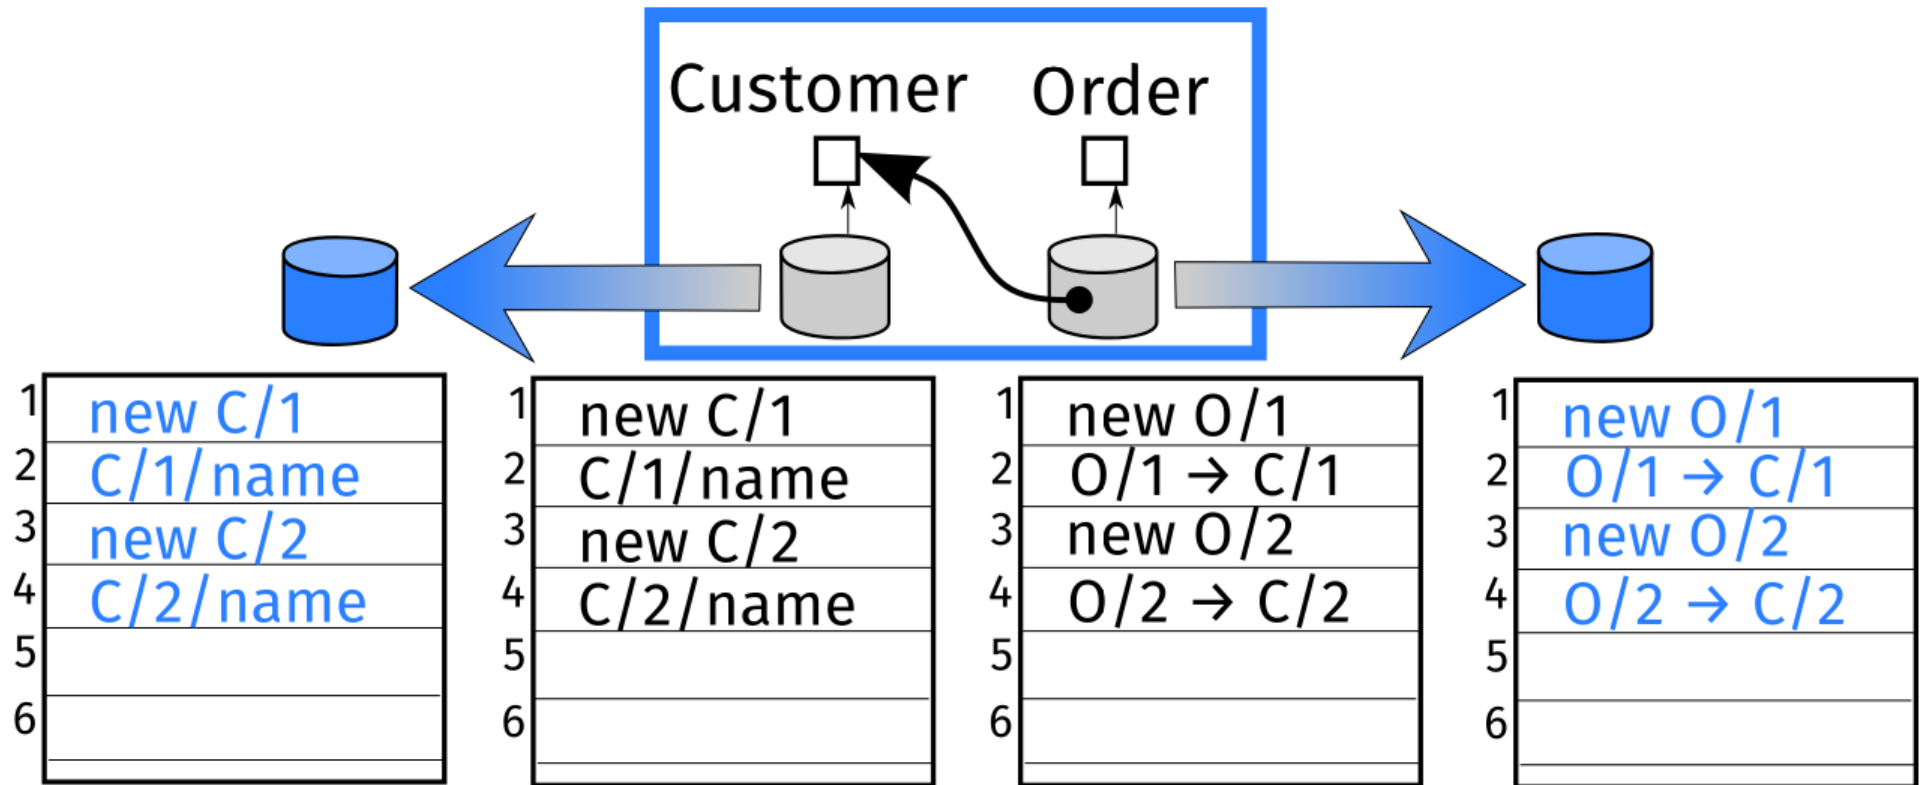 Customer
Order
1 new C/1
2 C/1/name
3 new C/2
4 C/2/name
5
6
1 new C/1
2 C/1/name
3 new C/2
4 C/2/name
5
6
1 new O/1
2 O/1 → C/1
3 new O/2
4 O/2 → C/2
5
6
1 new O/1
2 O/1 → C/1
3 new O/2
4 O/2 → C/2
5
6